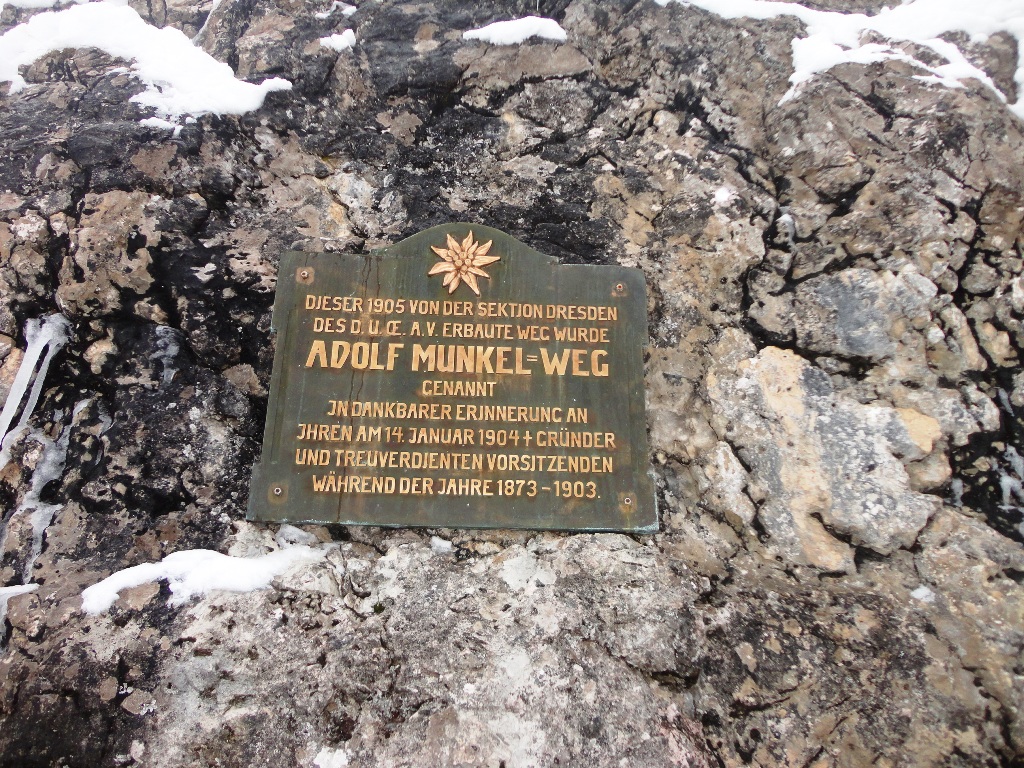 DIESER 1905 VON DER SEKTION DRESDEN
DES D. U. Œ. A.V. ERBAUTE WEG WURDE
ADOLF MUNKEL=WEG
GENANNT
IN DANKBARER ERINNERUNG AN
IHREN AM 14. JANUAR 1904 + GRÜNDER
UND TREUVERDIENTEN VORSITZENDEN
WÄHREND DER JAHRE 1873 – 1903.